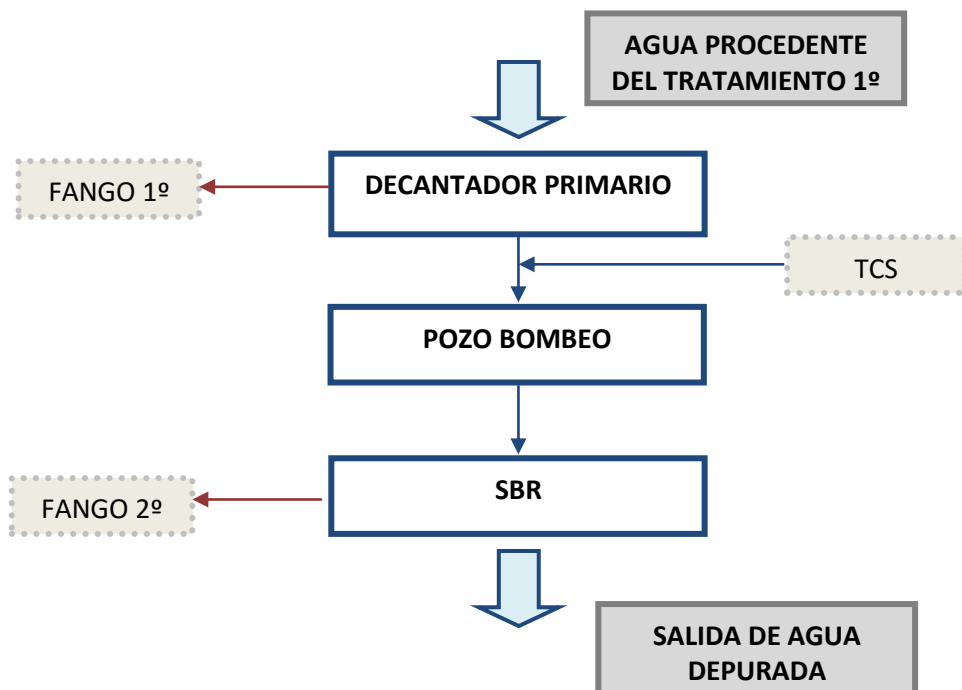 AGUA PROCEDENTE
DEL TRATAMIENTO 1º
DECANTADOR PRIMARIO
FANGO 1º
TCS
POZO BOMBEO
SBR
FANGO 2º
SALIDA DE AGUA
DEPURADA